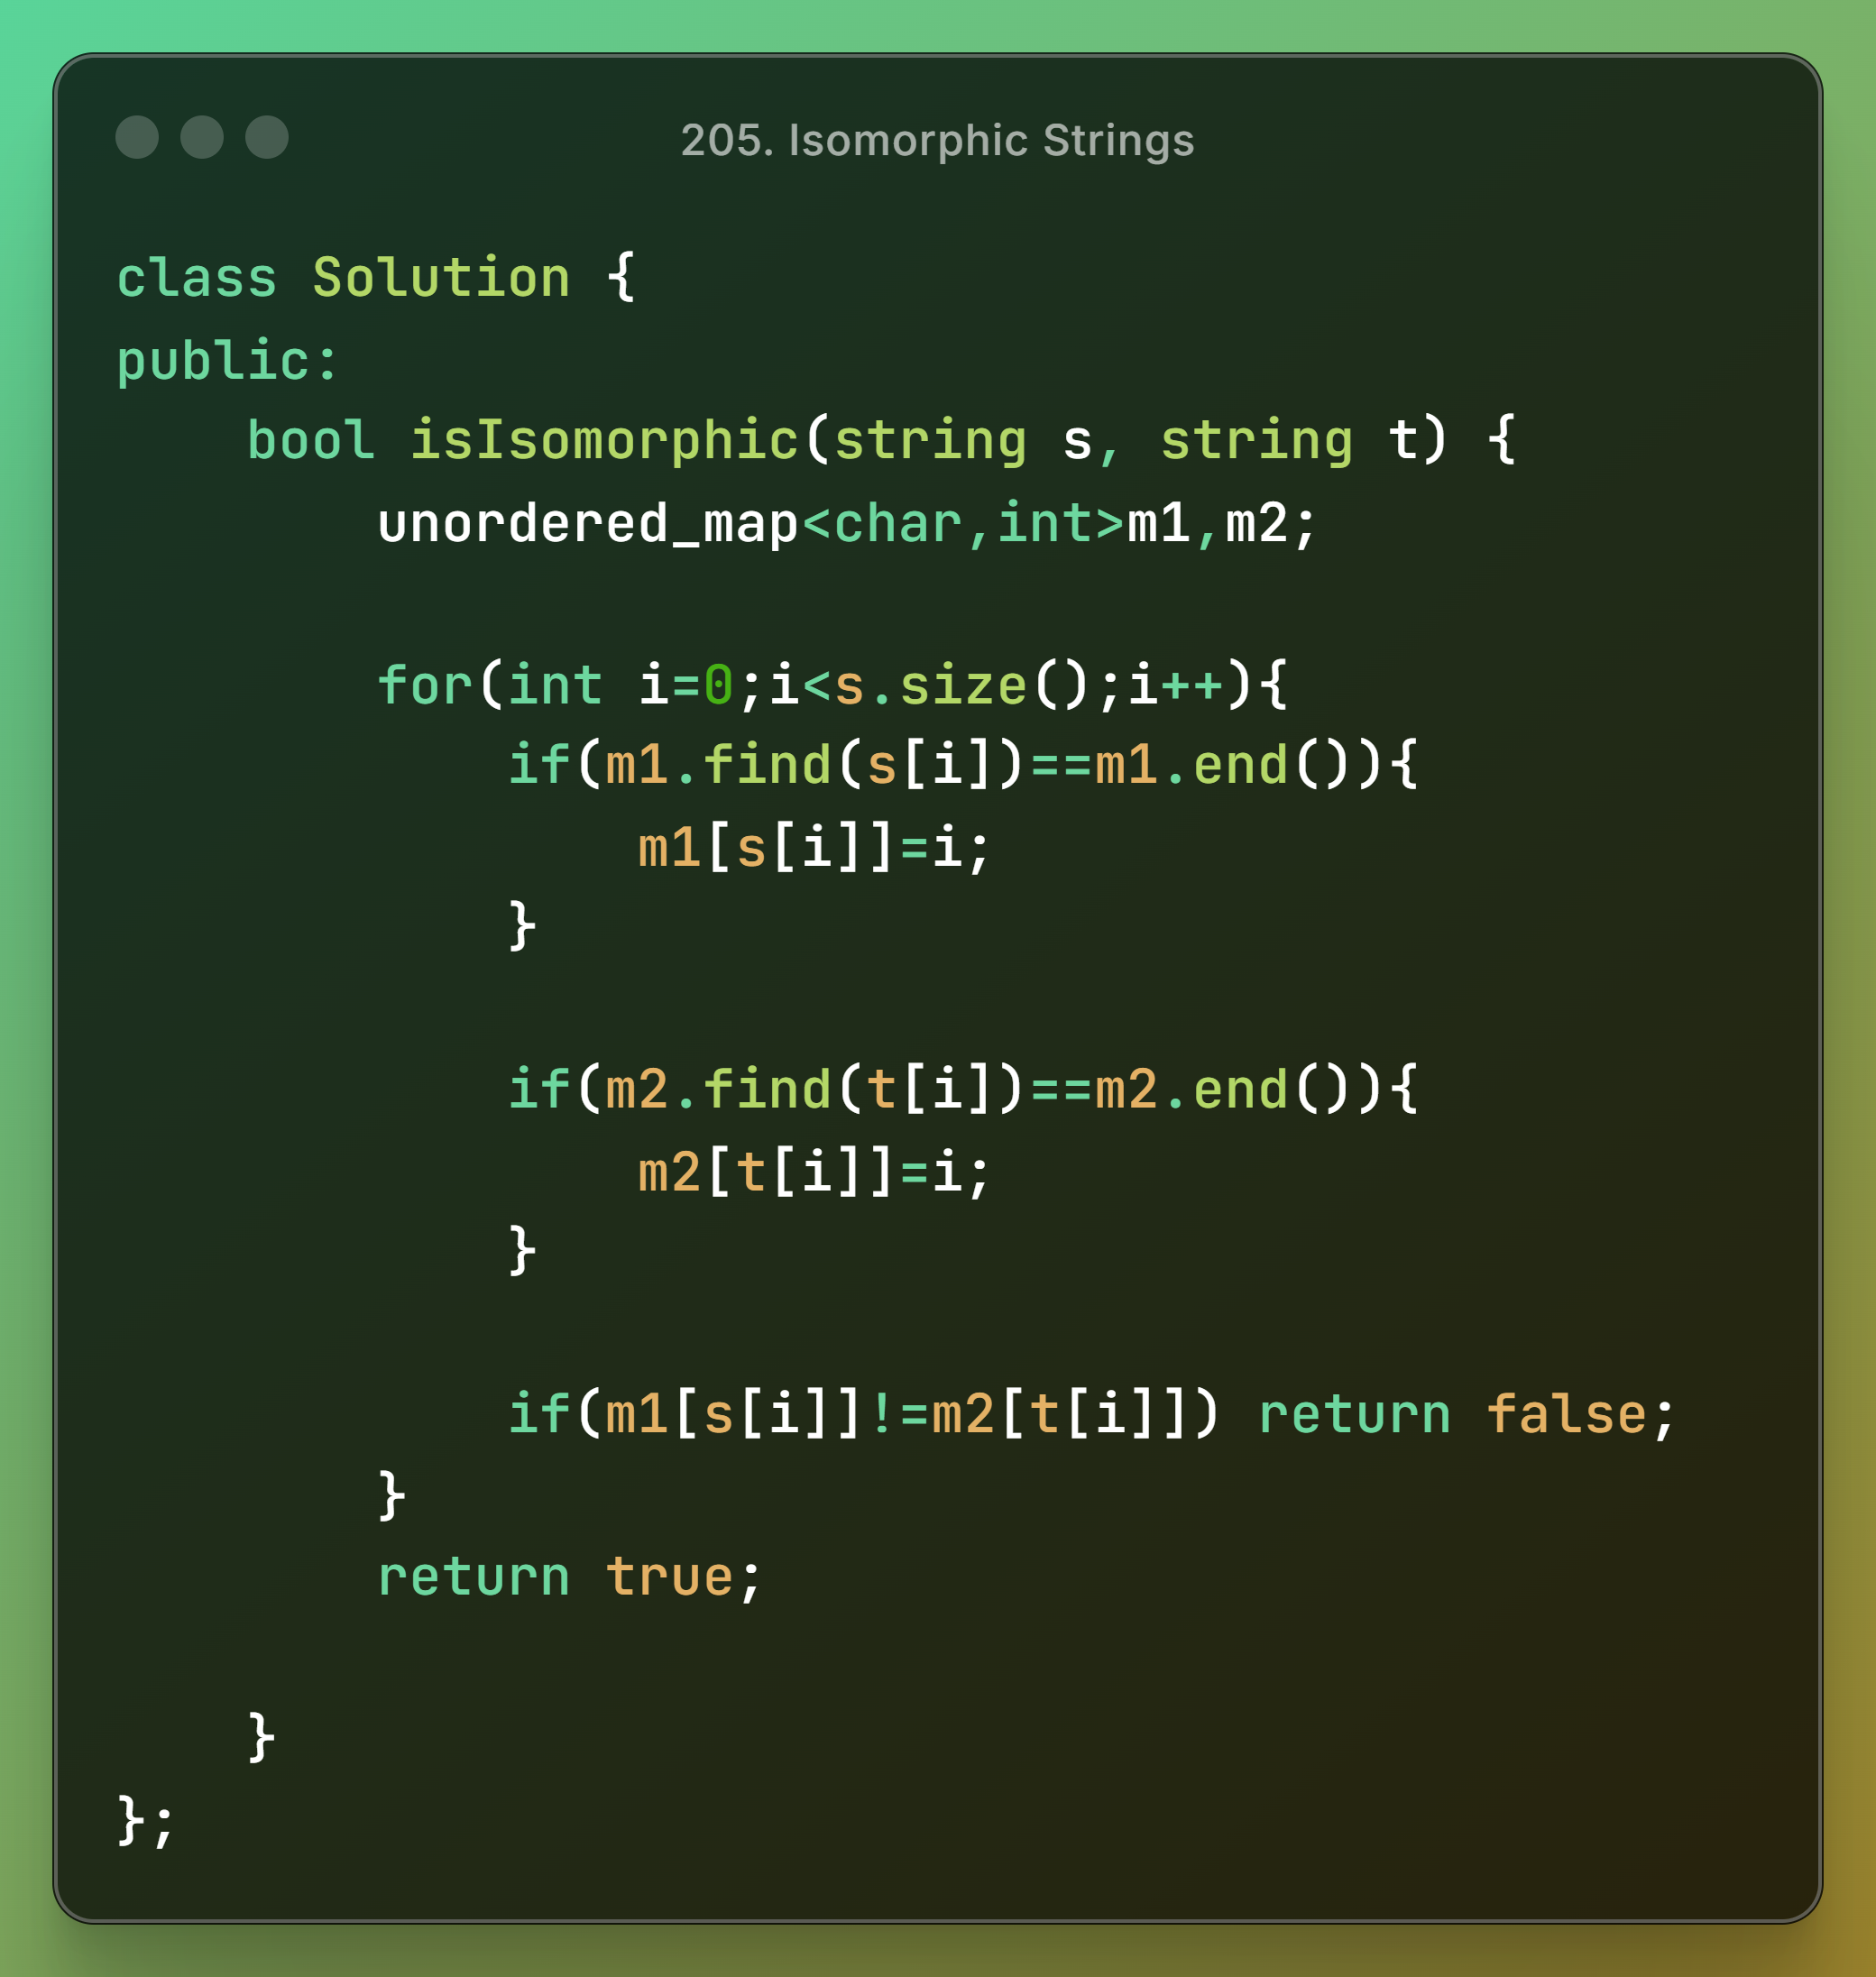 205. Isomorphic Strings
class Solution {
public:
    bool isIsomorphic(string s, string t) {
        unordered_map<char,int>m1,m2;

        for(int i=0;i<s.size();i++){
            if(m1.find(s[i])==m1.end()){
                m1[s[i]]=i;
            }

            if(m2.find(t[i])==m2.end()){
                m2[t[i]]=i;
            }

            if(m1[s[i]]!=m2[t[i]]) return false;
        }
        return true;

    }
};